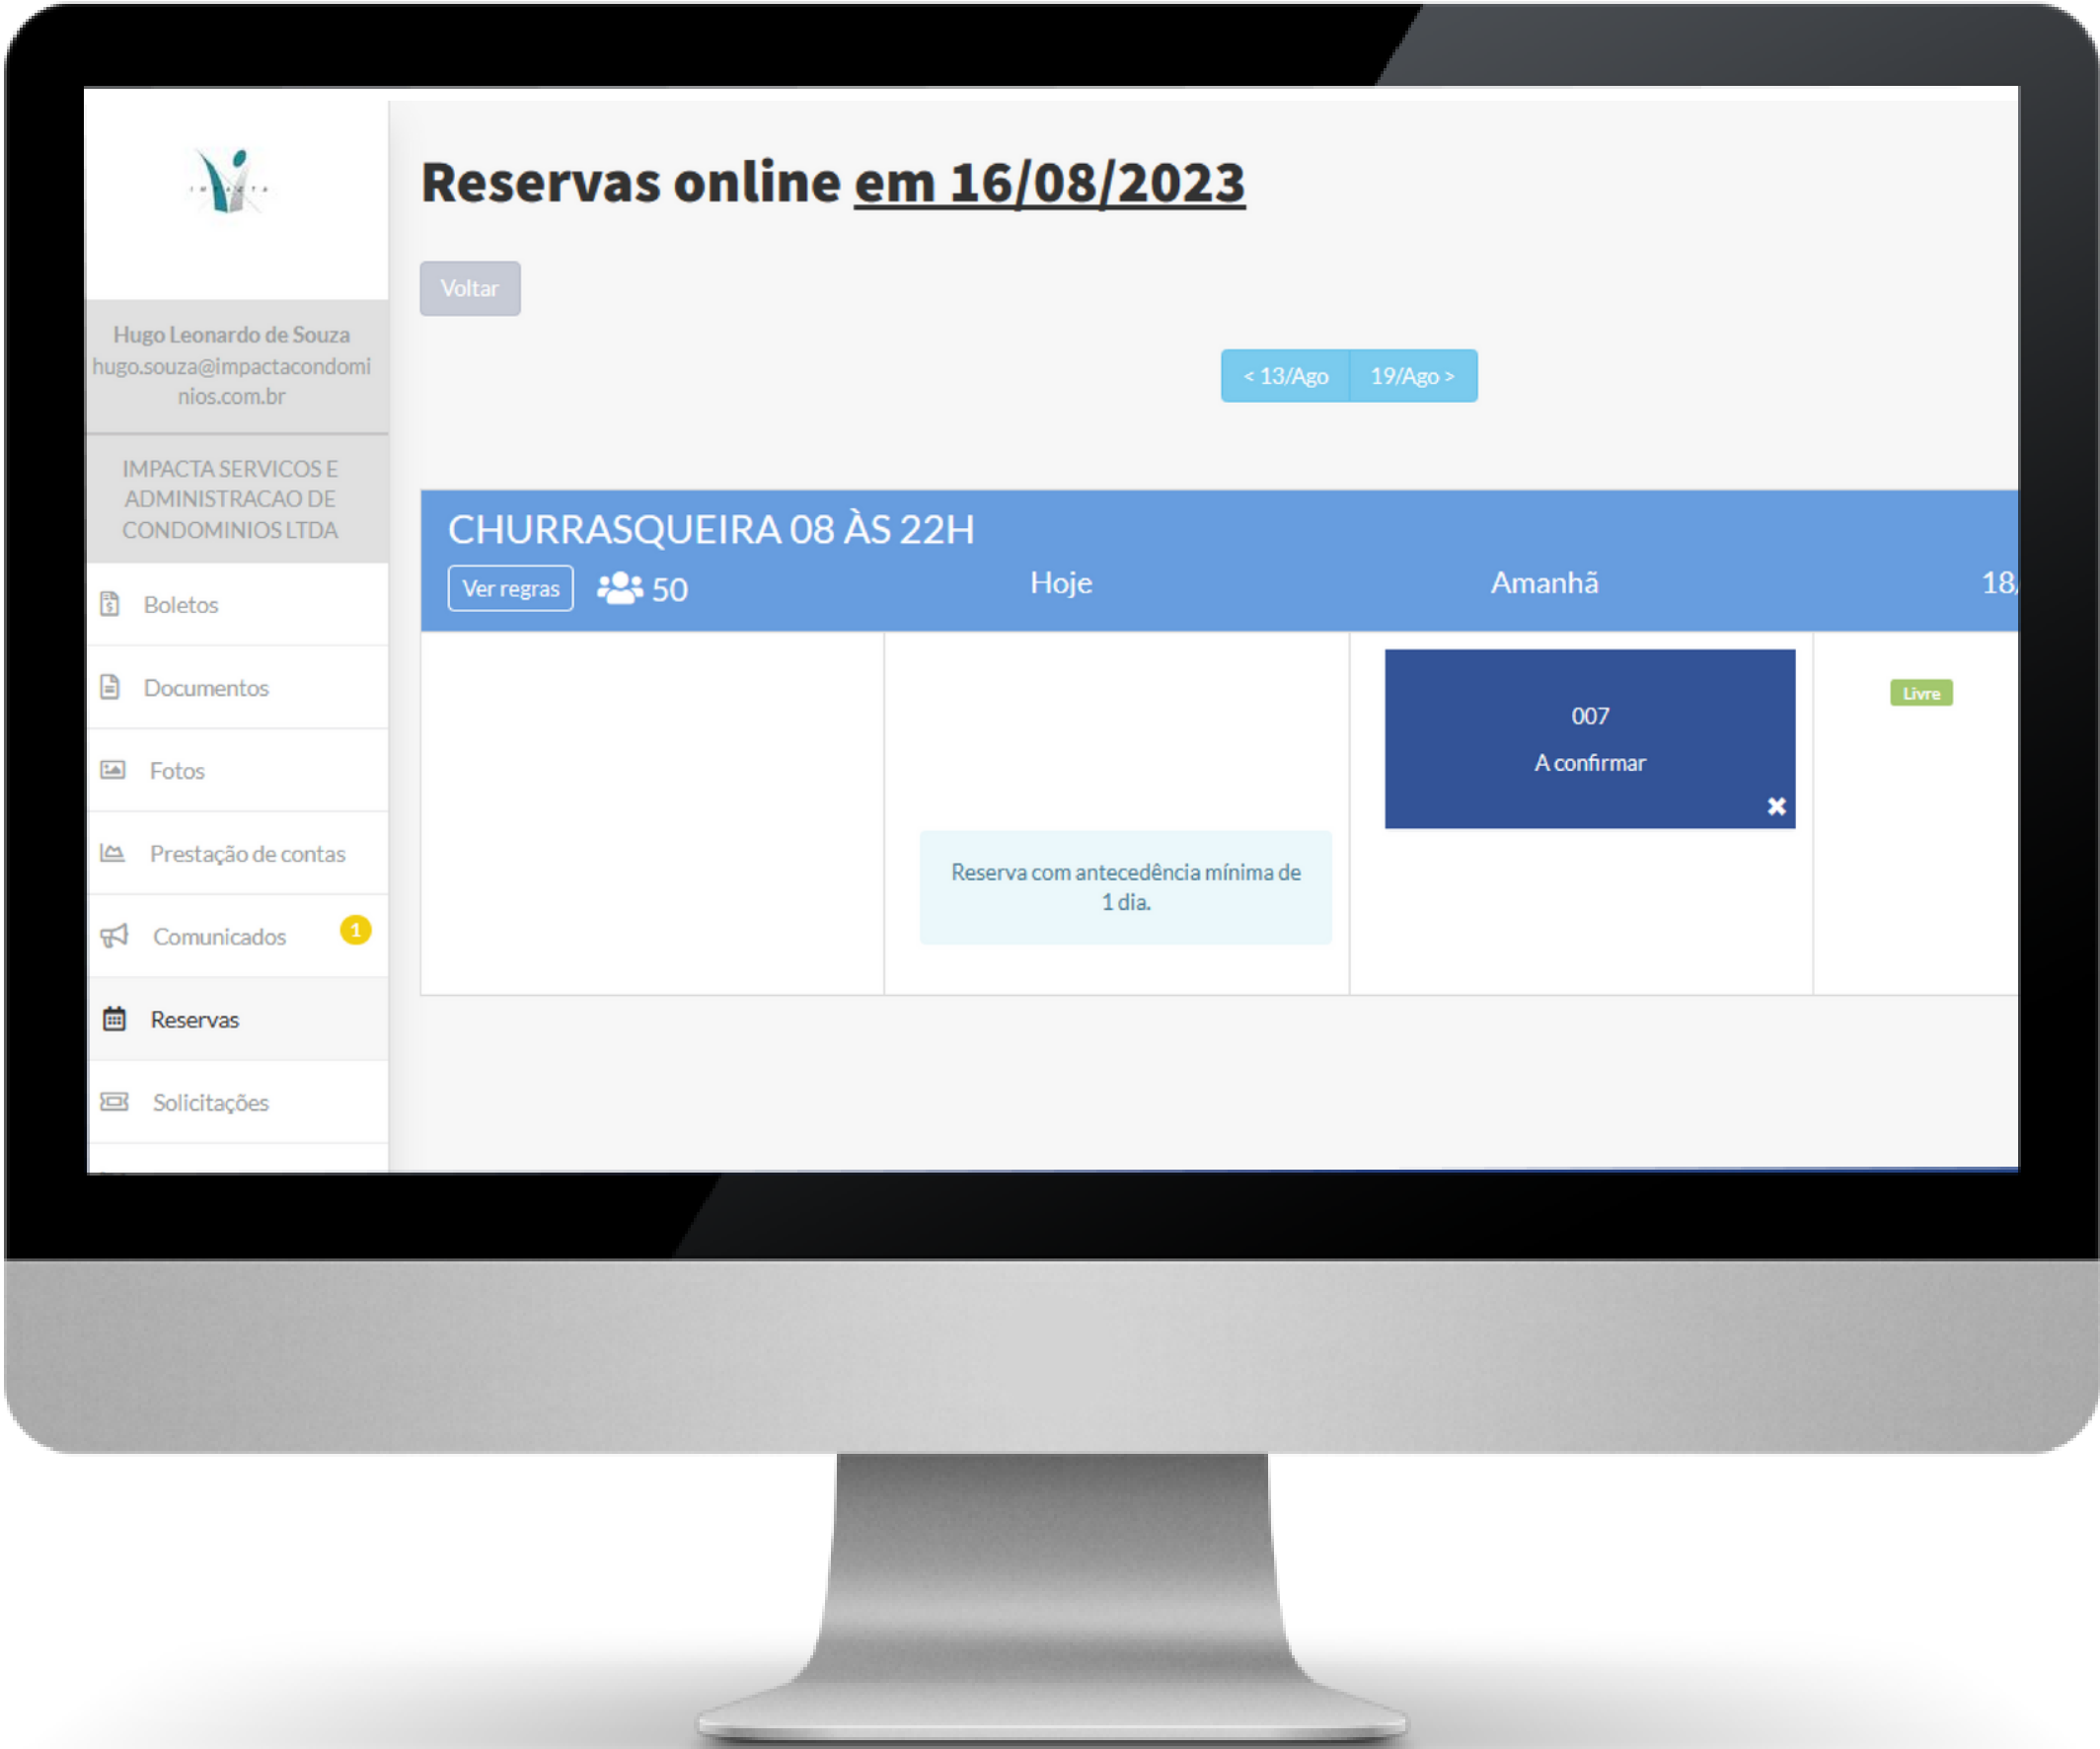 IMPACTA
Hugo Leonardo de Souza
hugo.souza@impactacondomi
nios.com.br
IMPACTA SERVICOS E
ADMINISTRACAO DE
CONDOMINIOS LTDA
Boletos
Documentos
Fotos
Prestação de contas
Comunicados 1
Reservas
Solicitações
Reservas online em 16/08/2023
Voltar
< 13/Ago 19/Ago >
CHURRASQUEIRA 08 ÀS 22H
Ver regras 50 Hoje Amanhã 18/
Reserva com antecedência mínima de
1 dia.
007
A confirmar
Livre